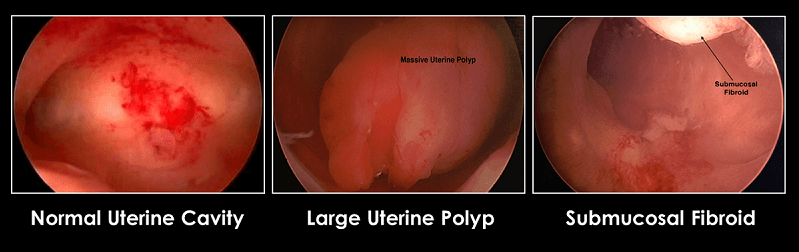 Massive Uterine Polyp
Submucosal
Fibroid
Normal Uterine Cavity
Large Uterine Polyp
Submucosal Fibroid